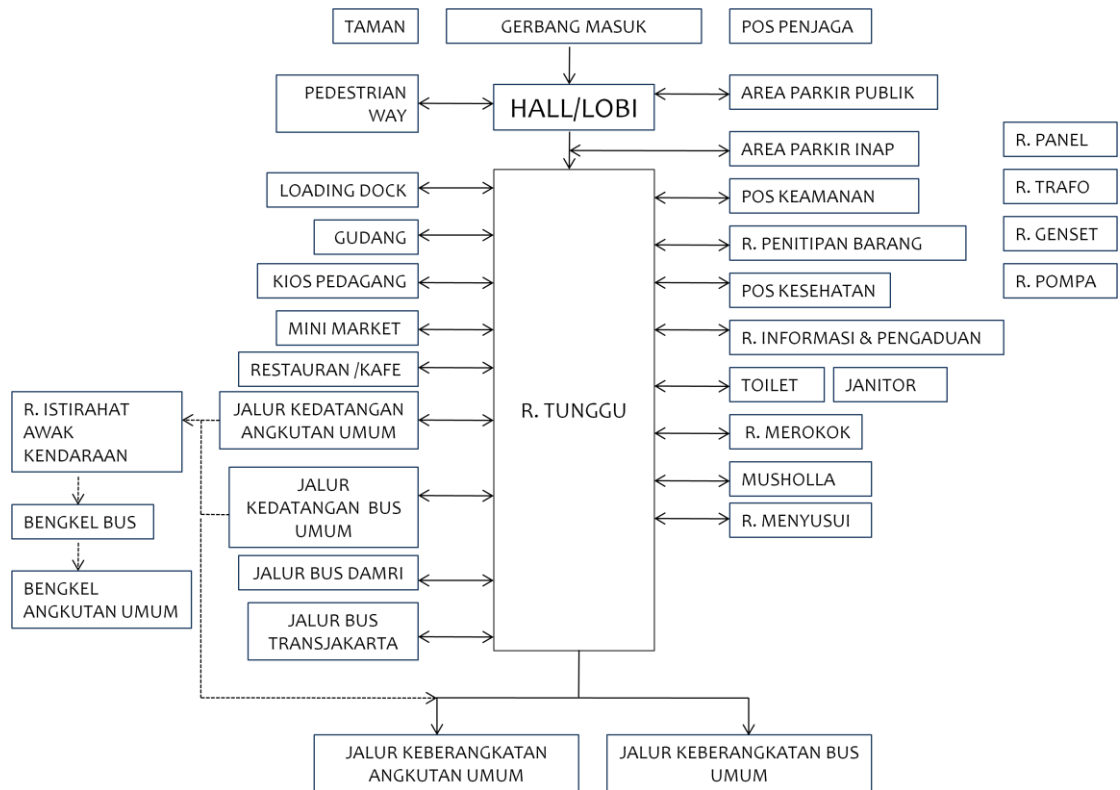 TAMAN
GERBANG MASUK
POS PENJAGA
PEDESTRIAN
WAY
HALL/LOBI
AREA PARKIR PUBLIK
AREA PARKIR INAP
R. PANEL
LOADING DOCK
POS KEAMANAN
R. TRAFO
GUDANG
R. PENITIPAN BARANG
R. GENSET
KIOS PEDAGANG
POS KESEHATAN
R. POMPA
MINI MARKET
R. INFORMASI & PENGADUAN
RESTAURAN /KAFE
TOILET
JANITOR
R. ISTIRAHAT
AWAK
KENDARAAN
JALUR KEDATANGAN
ANGKUTAN UMUM
R. TUNGGU
R. MEROKOK
JALUR
KEDATANGAN BUS
UMUM
MUSHOLLA
BENGKEL BUS
R. MENYUSUI
JALUR BUS DAMRI
BENGKEL
ANGKUTAN UMUM
JALUR BUS
TRANSJAKARTA
JALUR KEBERANGKATAN
ANGKUTAN UMUM
JALUR KEBERANGKATAN BUS
UMUM